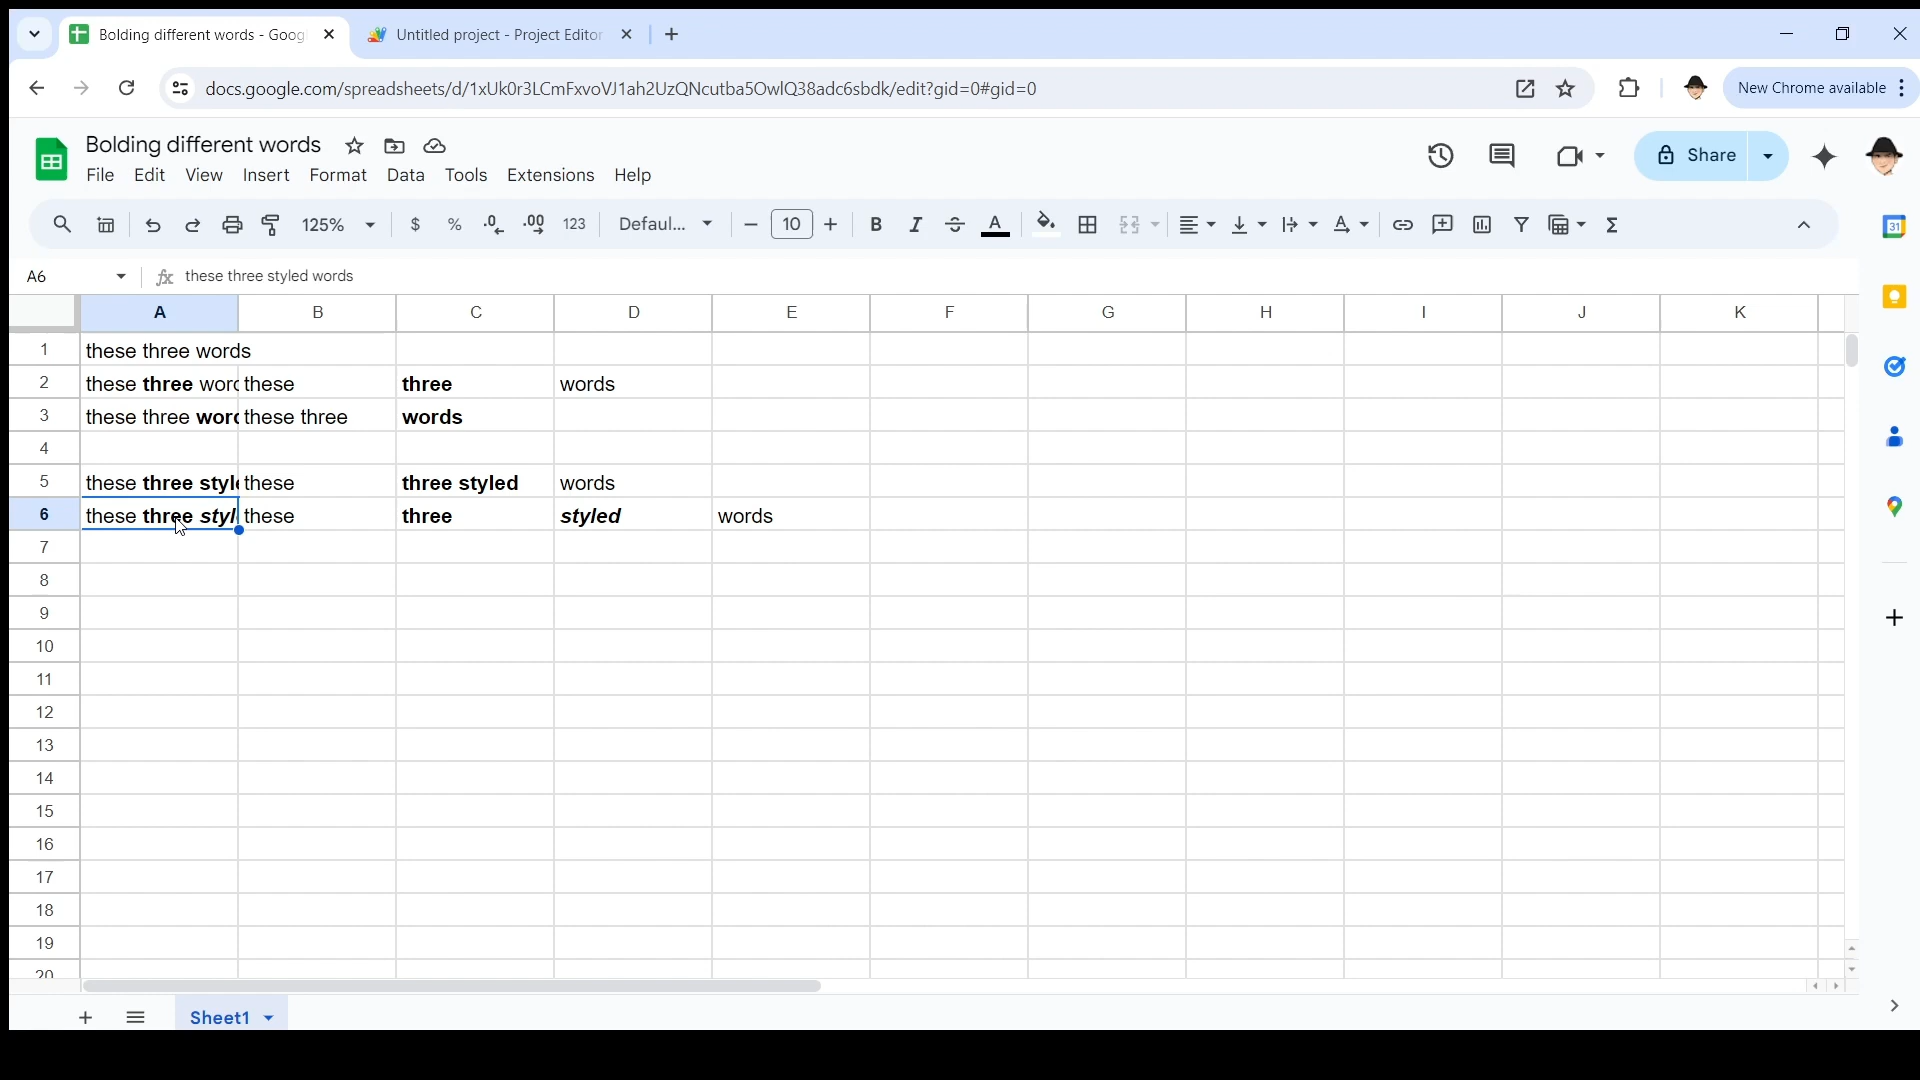 Bolding different words - Goog
Untitled project - Project Editor
docs.google.com/spreadsheets/d/1xUk0r3LCmFxvoVJ1ah2UzQNcutba5OwlQ38adc6sbdk/edit?gid=0#gid=0
New Chrome available
Bolding different words
File Edit View Insert Format Data Tools Extensions Help
Share
125% $ % .0 .00 123 Defaul... 10 B I S A
31
A6 fx these three styled words
A B C D E F G H I J K
1 these three words
2 these three word these three words
3 these three word these three words
4
5 these three style these three styled words
6 these three styl these three styled words
7
8
9
10
11
12
13
14
15
16
17
18
19
20
Sheet1